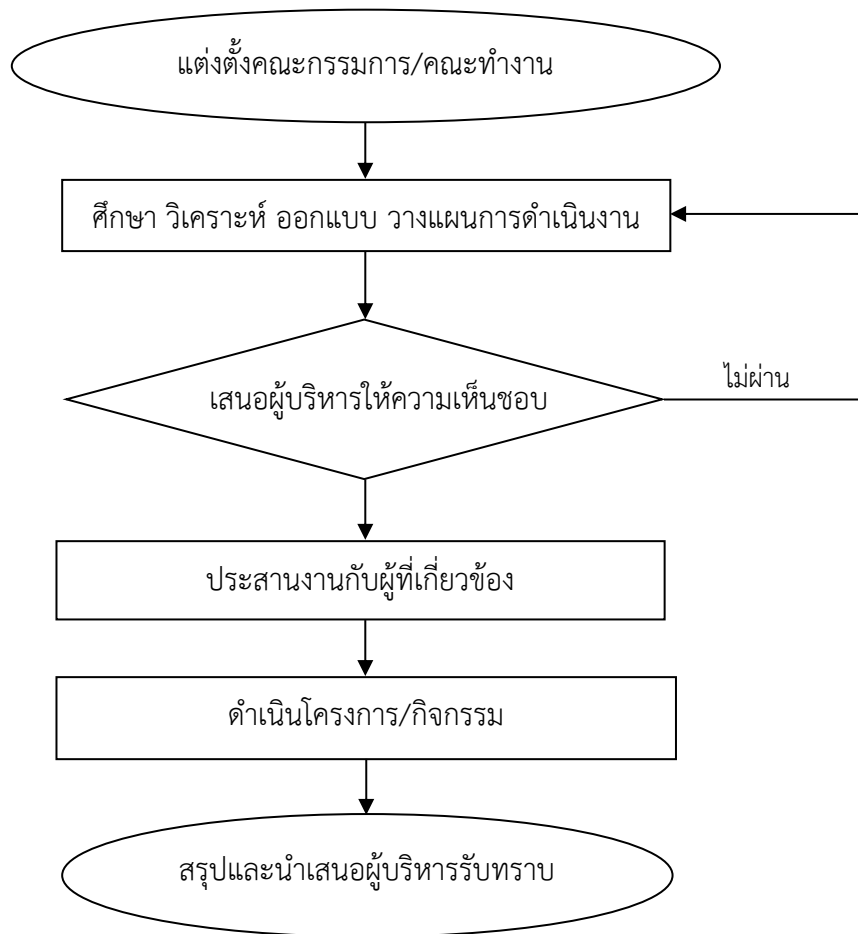 แต่งตั้งคณะกรรมการ/คณะทำงาน
ศึกษา วิเคราะห์ ออกแบบ วางแผนการดำเนินงาน
เสนอผู้บริหารให้ความเห็นชอบ
ไม่ผ่าน
ประสานงานกับผู้ที่เกี่ยวข้อง
ดำเนินโครงการ/กิจกรรม
สรุปและนำเสนอผู้บริหารรับทราบ